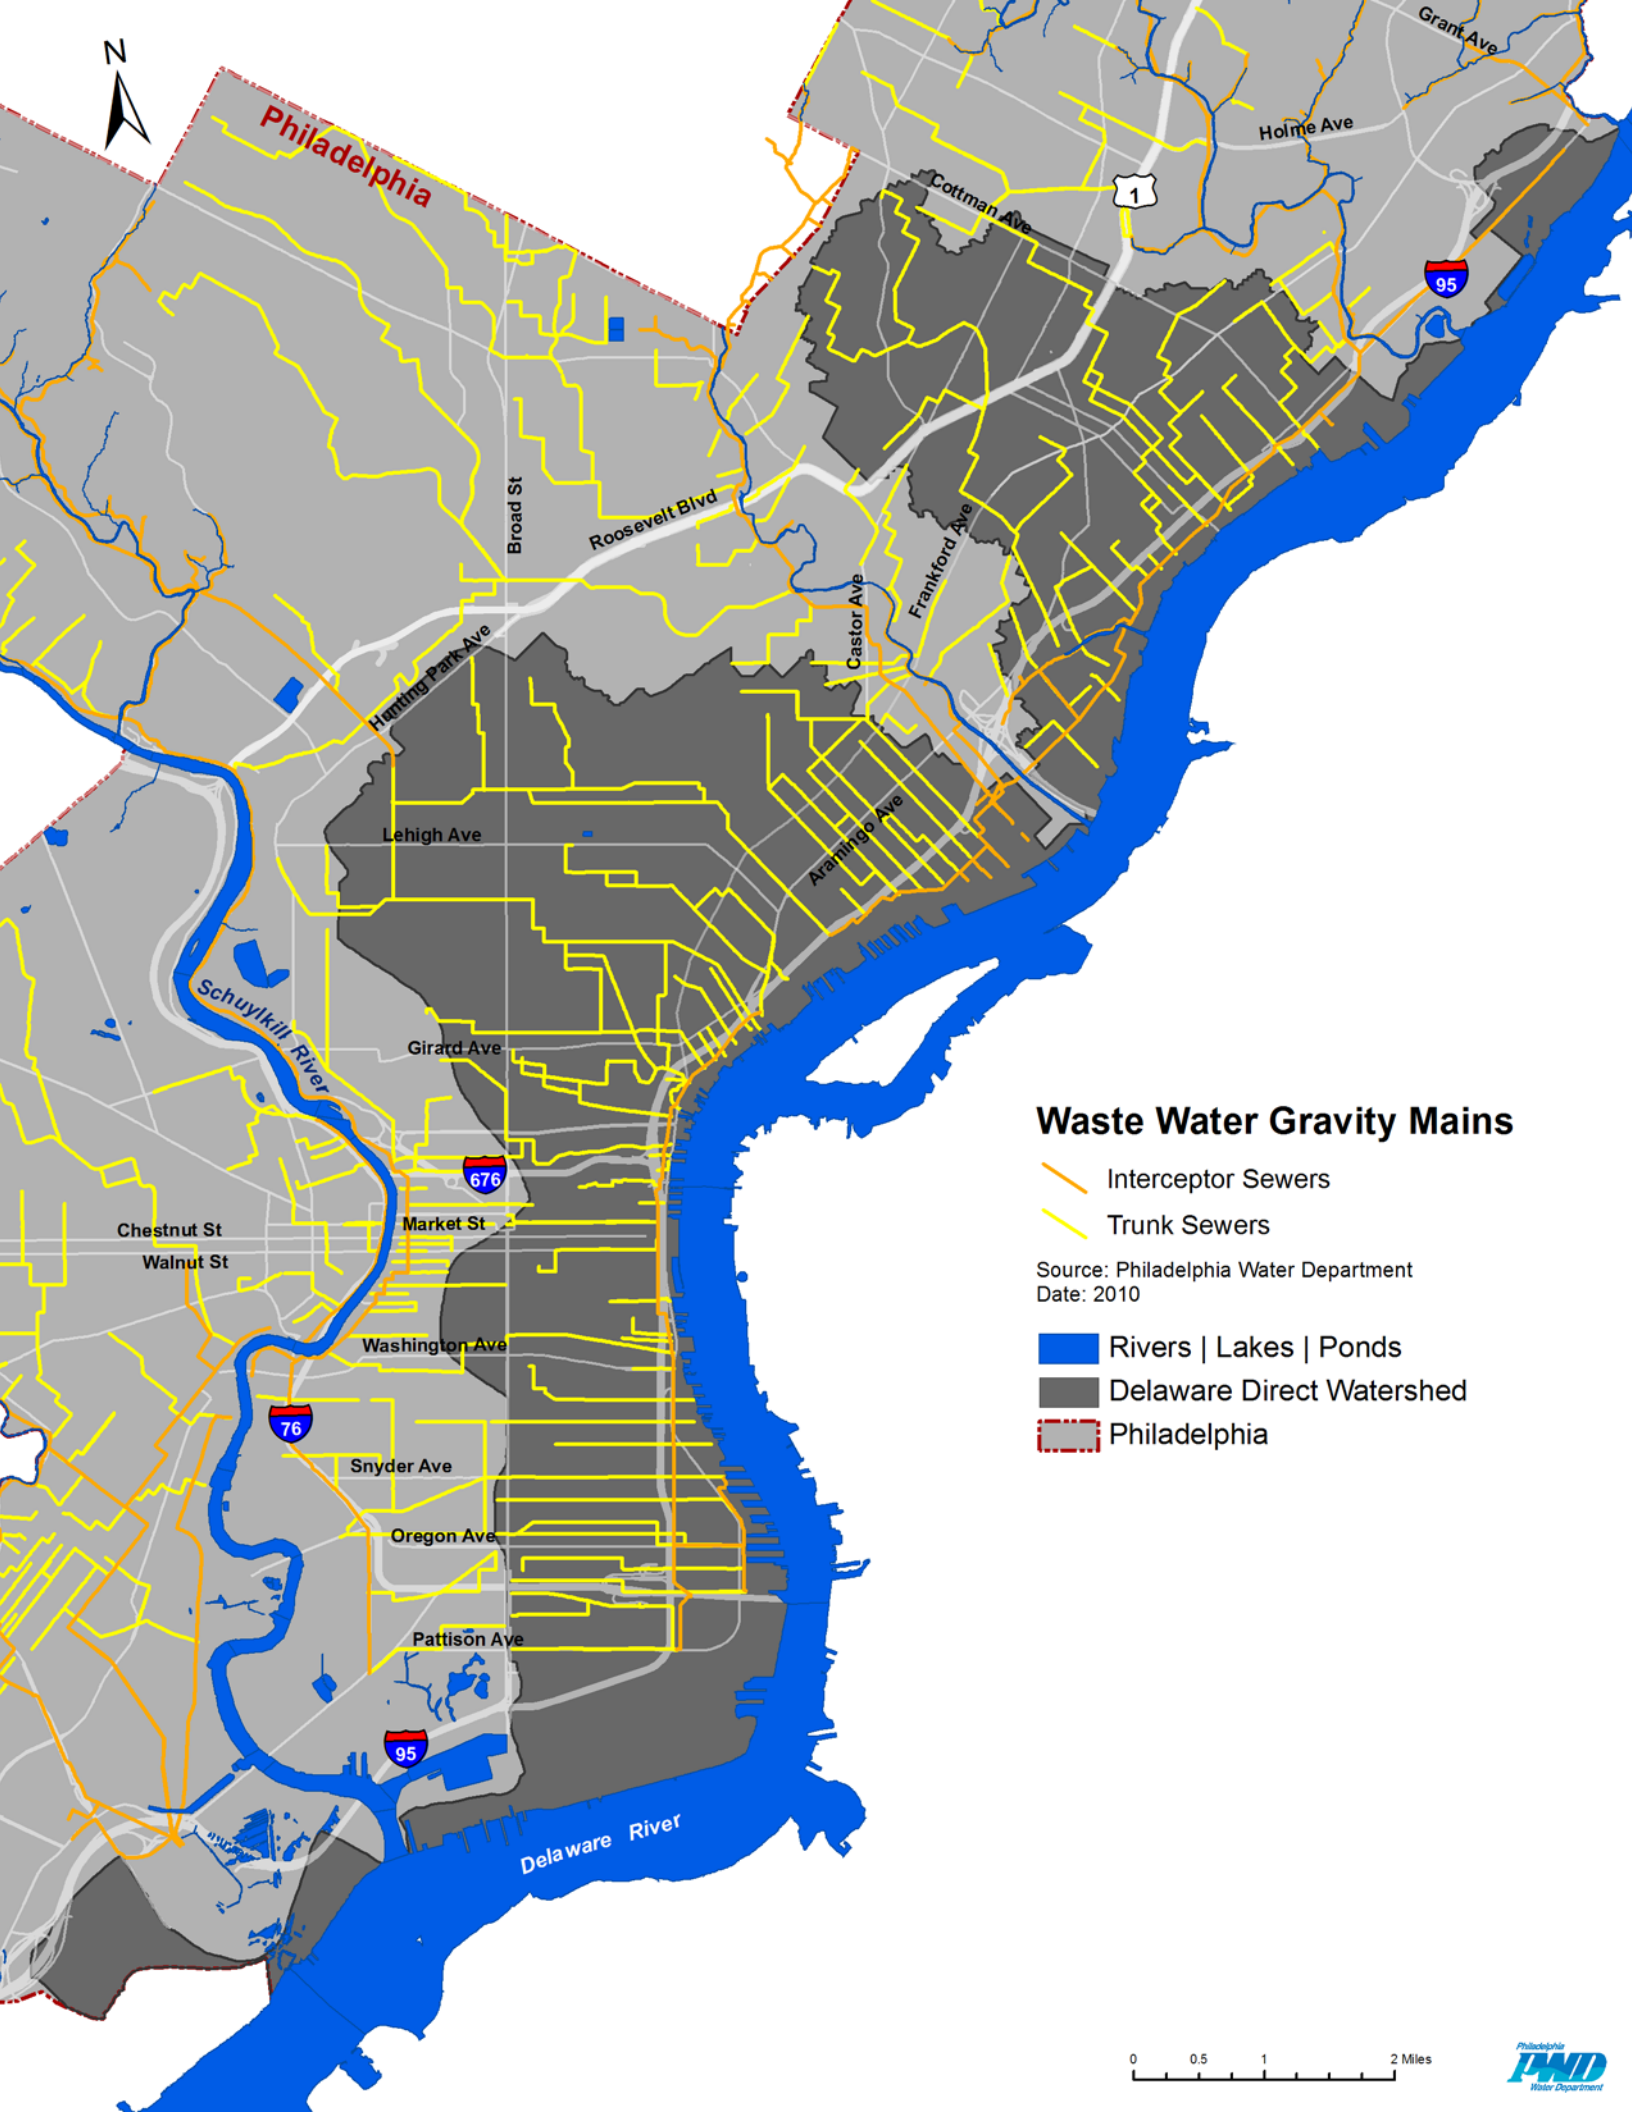 Grant Ave
N
Philadelphia
Holme Ave
Cottman Ave
1
95
Broad St
Roosevelt Blvd
Frankford Ave
Castor Ave
Hunting Park Ave
Lehigh Ave
Aramingo Ave
Schuylkill River
Girard Ave
Waste Water Gravity Mains
Interceptor Sewers
676
Market St
Chestnut St
Trunk Sewers
Walnut St
Source: Philadelphia Water Department
Date: 2010
Washington Ave
Rivers | Lakes | Ponds
Delaware Direct Watershed
76
Philadelphia
Snyder Ave
Oregon Ave
Pattison Ave
95
Delaware River
0 0.5 1 2 Miles
Philadelphia
PWD
Water Department